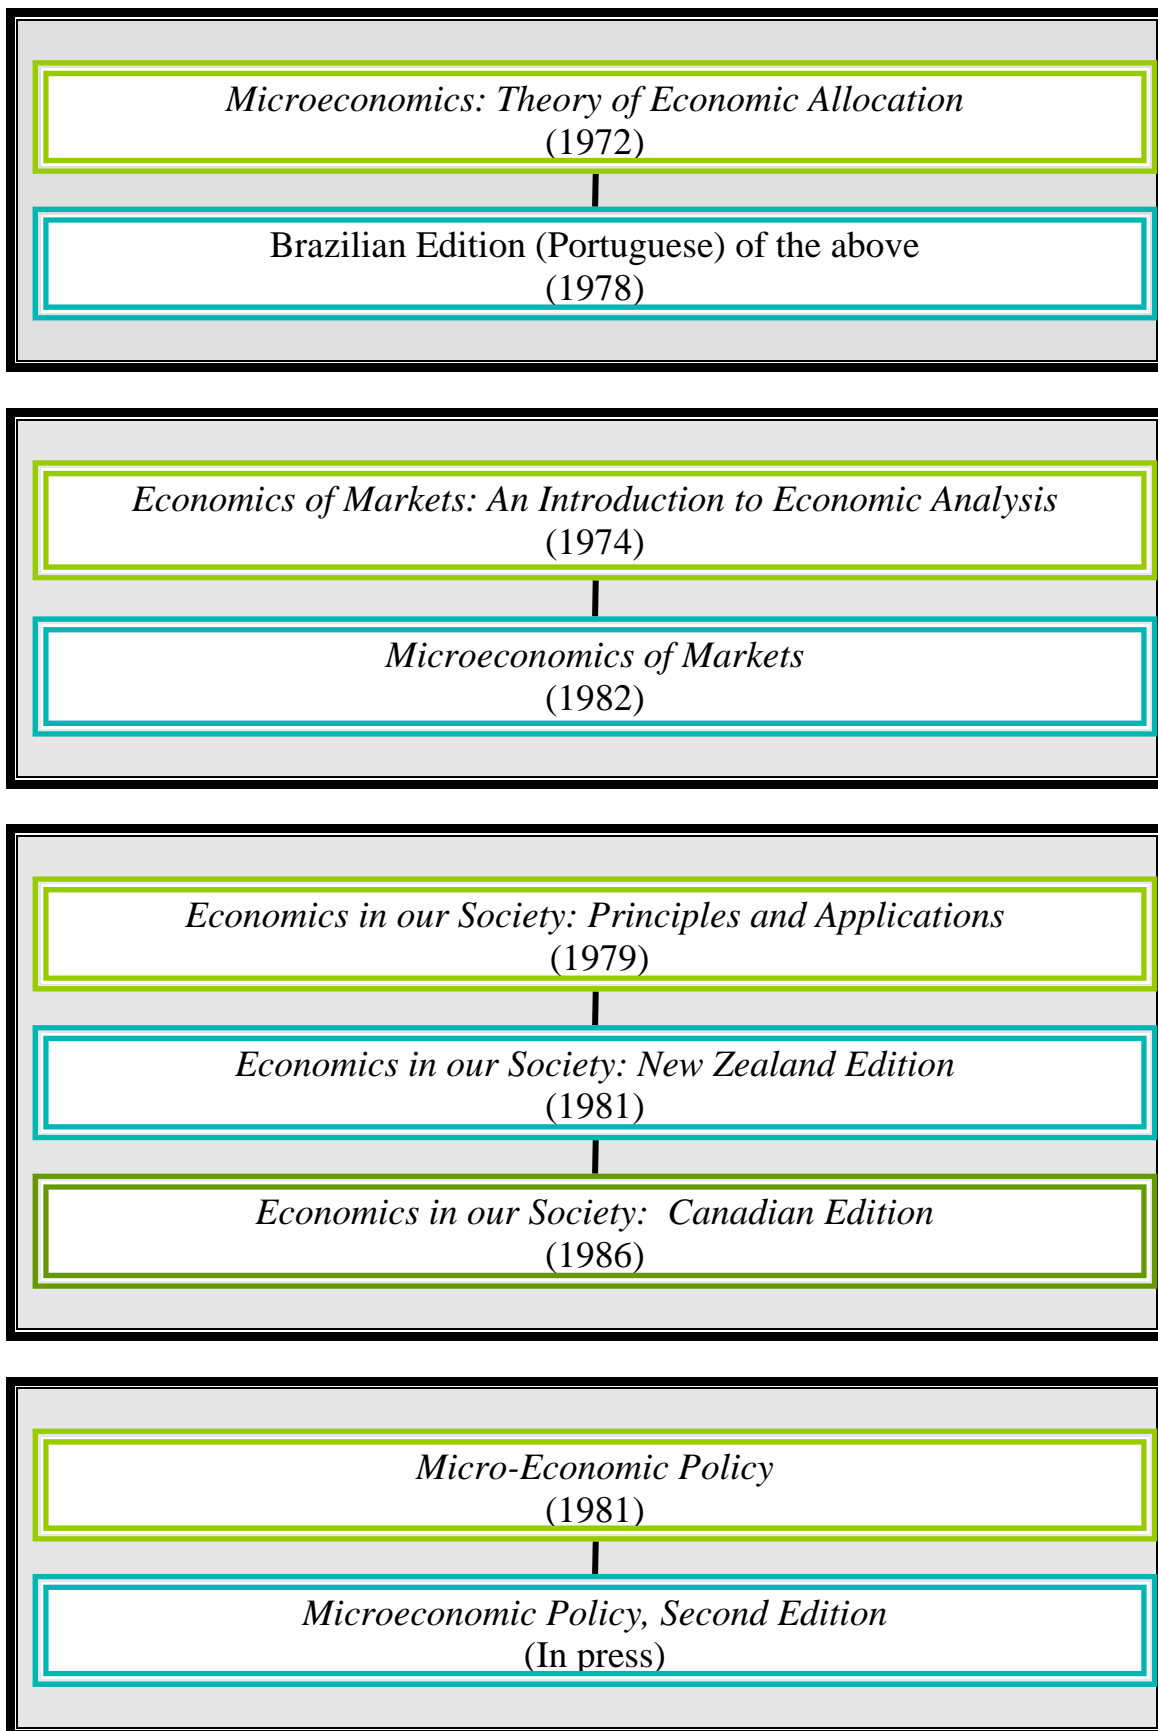 Microeconomics: Theory of Economic Allocation
(1972)
Brazilian Edition (Portuguese) of the above
(1978)
Economics of Markets: An Introduction to Economic Analysis
(1974)
Microeconomics of Markets
(1982)
Economics in our Society: Principles and Applications
(1979)
Economics in our Society: New Zealand Edition
(1981)
Economics in our Society:  Canadian Edition
(1986)
Micro-Economic Policy
(1981)
Microeconomic Policy, Second Edition
(In press)